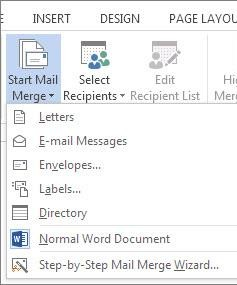 INSERT DESIGN PAGE LAYOU
Start Mail Select Edit
Merge Recipients Recipient List Me
Letters
E-mail Messages
Envelopes...
Labels...
Directory
Normal Word Document
Step-by-Step Mail Merge Wizard...